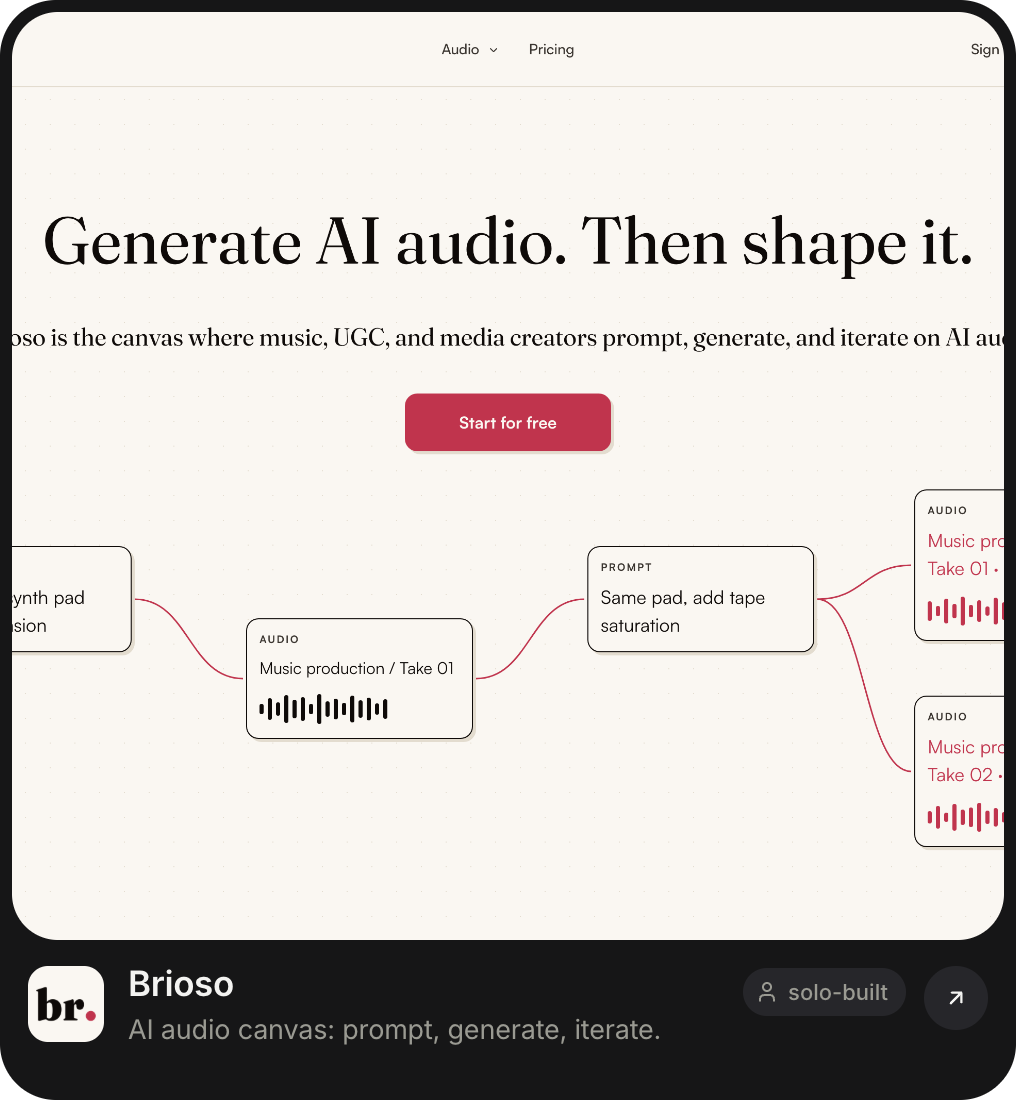 Audio Pricing Sign
Generate AI audio. Then shape it.
oso is the canvas where music, UGC, and media creators prompt, generate, and iterate on AI au
Start for free
synth pad
AUDIO
Music production / Take 01
PROMPT
Same pad, add tape
saturation
AUDIO
Music pro
Take 01 •
AUDIO
Music pro
Take 02 •
br.
Brioso
AI audio canvas: prompt, generate, iterate.
solo-built